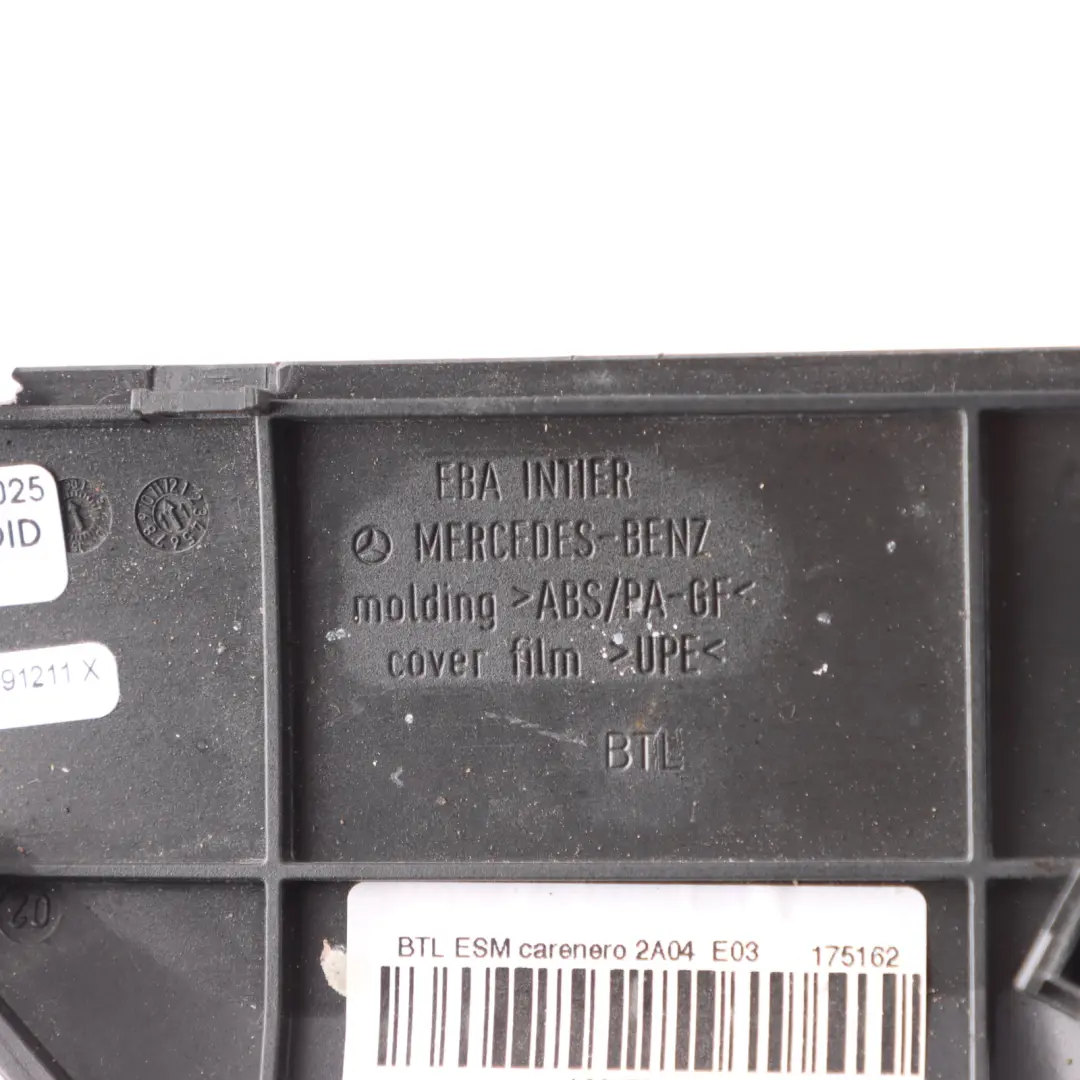 EBA INTIER
MERCEDES-BENZ
molding >ABS/PA-GF<
cover film >UPE<
BTL
025
91211 X
02
BTL ESM carenero 2A04 E03 175162